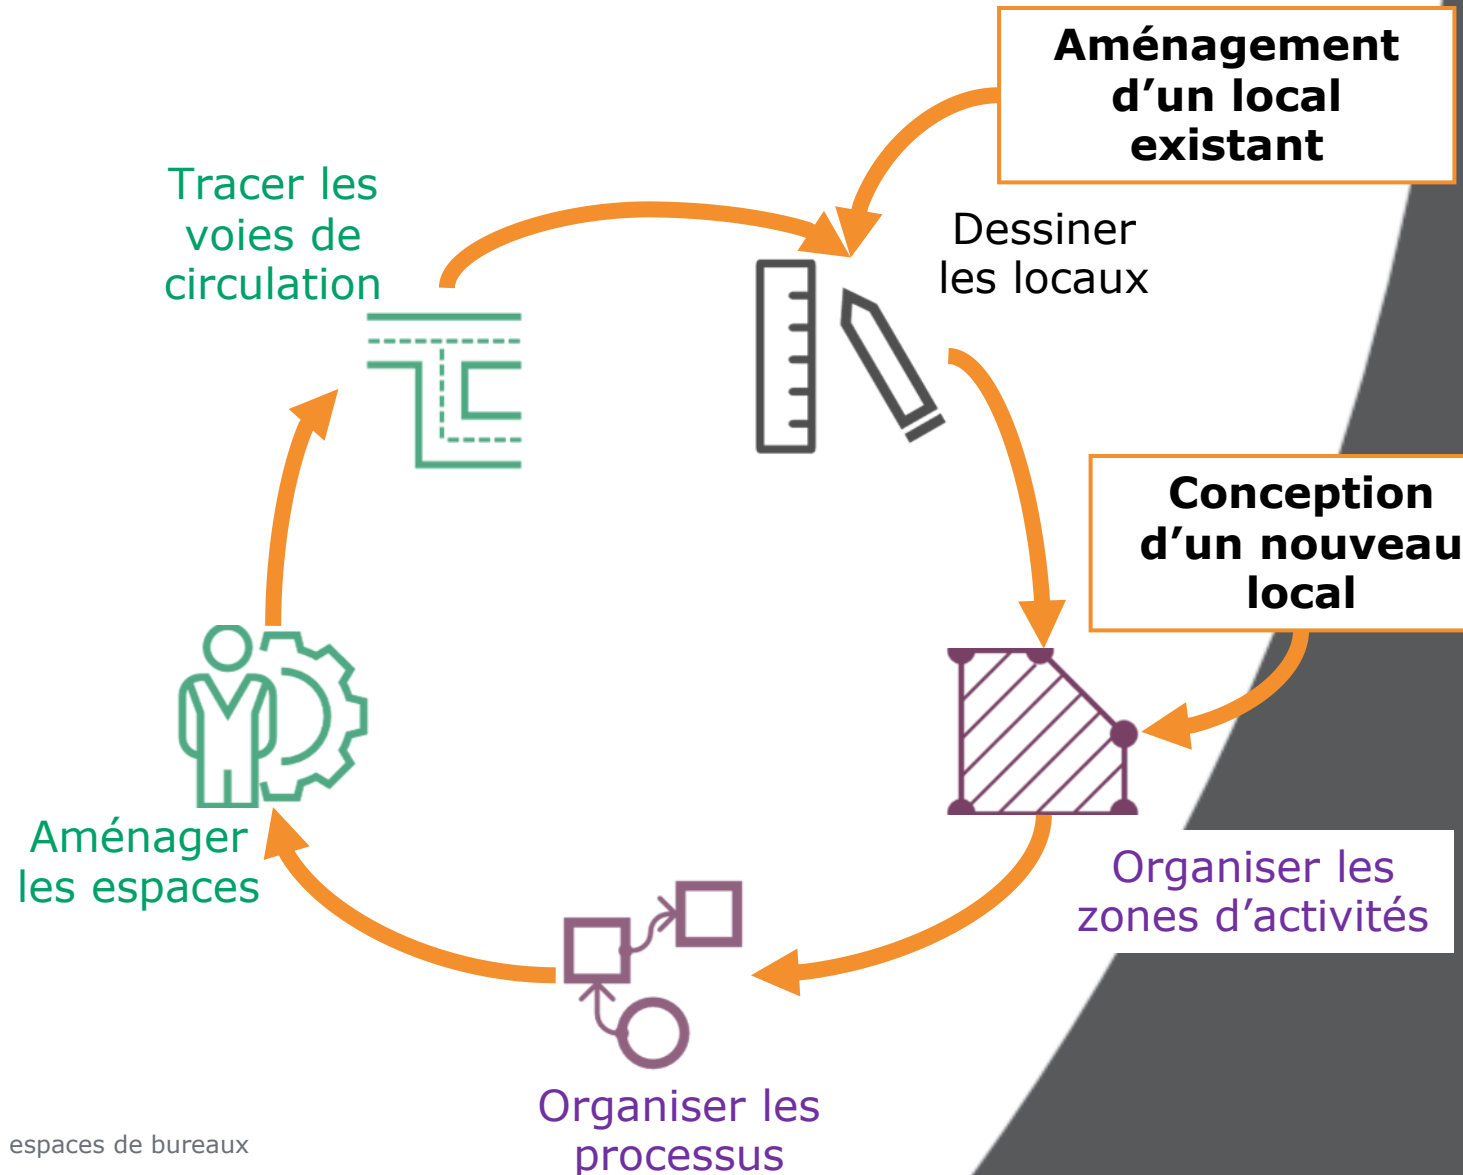 Aménagement
d’un local
existant
Tracer les
voies de
circulation
Dessiner
les locaux
Conception
d’un nouveau
local
Aménager
les espaces
Organiser les
zones d’activités
Organiser les
processus
espaces de bureaux